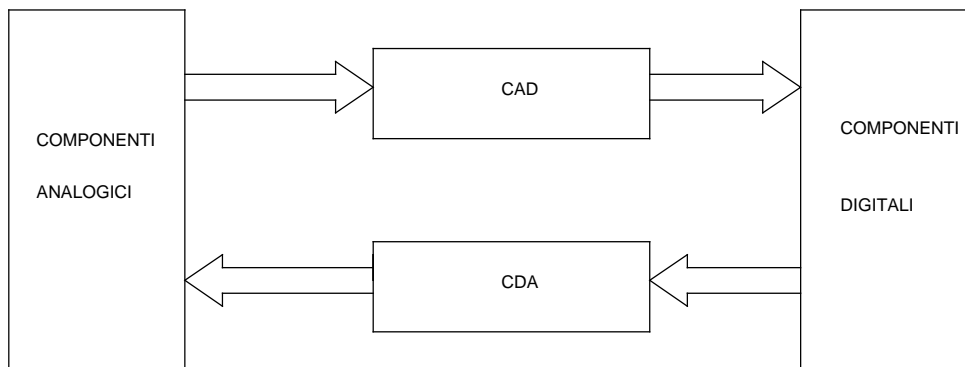 COMPONENTI
ANALOGICI
CAD
CDA
COMPONENTI
DIGITALI